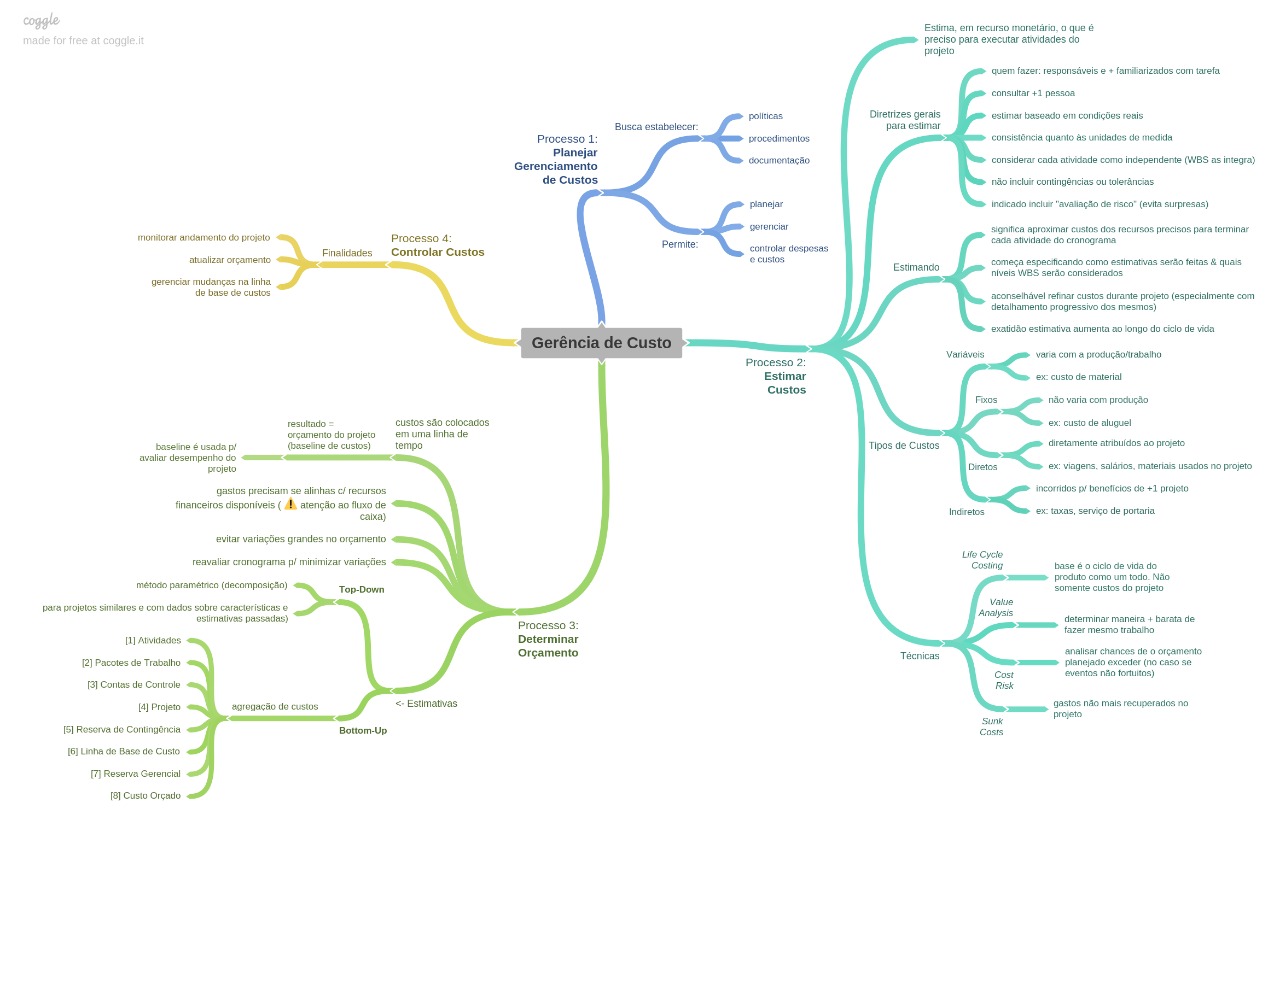 coggle
made for free at coggle.it
Gerência de Custo
Processo 1:
Planejar
Gerenciamento
de Custos
Busca estabelecer:
políticas
procedimentos
documentação
Permite:
planejar
gerenciar
controlar despesas
e custos
Processo 2:
Estimar
Custos
Estima, em recurso monetário, o que é
preciso para executar atividades do
projeto
Diretrizes gerais
para estimar
quem fazer: responsáveis e + familiarizados com tarefa
consultar +1 pessoa
estimar baseado em condições reais
consistência quanto às unidades de medida
considerar cada atividade como independente (WBS as integra)
não incluir contingências ou tolerâncias
indicado incluir "avaliação de risco" (evita surpresas)
Estimando
significa aproximar custos dos recursos precisos para terminar
cada atividade do cronograma
começa especificando como estimativas serão feitas & quais
níveis WBS serão considerados
aconselhável refinar custos durante projeto (especialmente com
detalhamento progressivo dos mesmos)
exatidão estimativa aumenta ao longo do ciclo de vida
Tipos de Custos
Variáveis
varia com a produção/trabalho
ex: custo de material
Fixos
não varia com produção
ex: custo de aluguel
Diretos
diretamente atribuídos ao projeto
ex: viagens, salários, materiais usados no projeto
Indiretos
incorridos p/ benefícios de +1 projeto
ex: taxas, serviço de portaria
Técnicas
Life Cycle
Costing
base é o ciclo de vida do
produto como um todo. Não
somente custos do projeto
Value
Analysis
determinar maneira + barata de
fazer mesmo trabalho
Cost
Risk
analisar chances de o orçamento
planejado exceder (no caso se
eventos não fortuitos)
Sunk
Costs
gastos não mais recuperados no
projeto
Processo 3:
Determinar
Orçamento
custos são colocados
em uma linha de
tempo
resultado =
orçamento do projeto
(baseline de custos)
baseline é usada p/
avaliar desempenho do
projeto
gastos precisam se alinhas c/ recursos
financeiros disponíveis ( ⚠ atenção ao fluxo de
caixa)
evitar variações grandes no orçamento
reavaliar cronograma p/ minimizar variações
<- Estimativas
Top-Down
método paramétrico (decomposição)
para projetos similares e com dados sobre características e
estimativas passadas)
Bottom-Up
agregação de custos
[1] Atividades
[2] Pacotes de Trabalho
[3] Contas de Controle
[4] Projeto
[5] Reserva de Contingência
[6] Linha de Base de Custo
[7] Reserva Gerencial
[8] Custo Orçado
Processo 4:
Controlar Custos
Finalidades
monitorar andamento do projeto
atualizar orçamento
gerenciar mudanças na linha
de base de custos